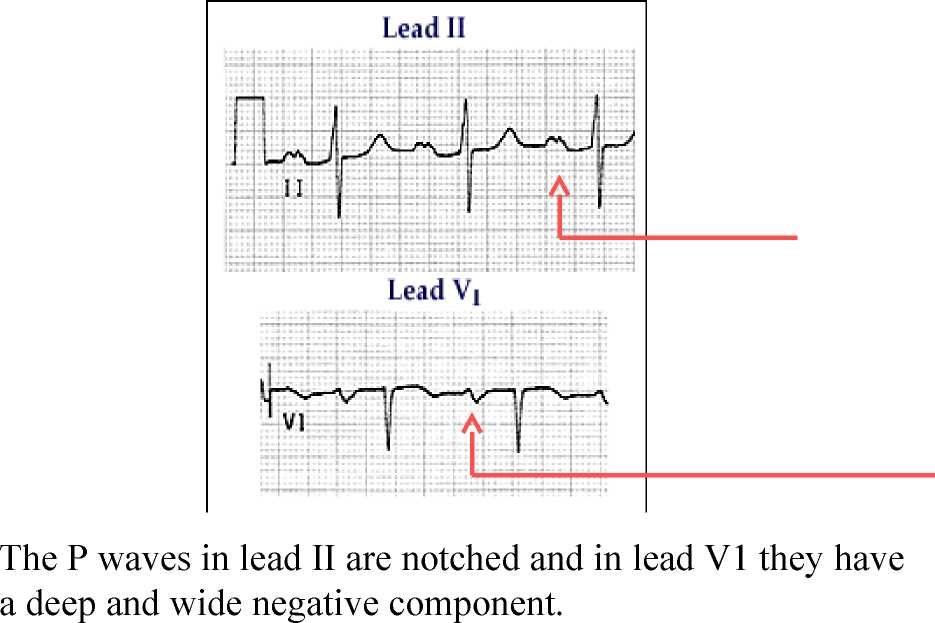 Lead II
II
Lead V1
V1
The P waves in lead II are notched and in lead V1 they have
a deep and wide negative component.